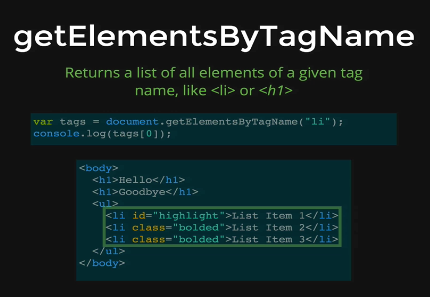 getElementsByTagName
Returns a list of all elements of a given tag
name, like <li> or <h1>
var tags = document.getElementsByTagName("li");
console.log(tags[0]);
<body>
<h1>Hello</h1>
<h1>Goodbye</h1>
<ul>
<li id="highlight">List Item 1</li>
<li class="bolded">List Item 2</li>
<li class="bolded">List Item 3</li>
</ul>
</body>